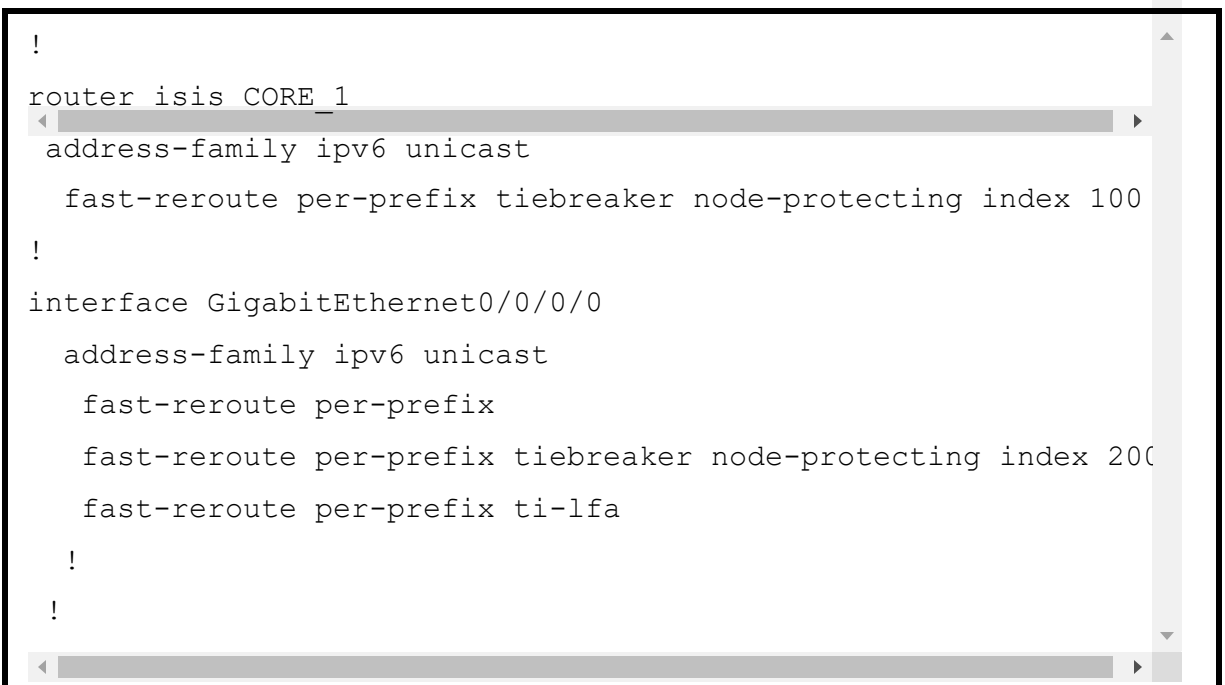 !
router isis CORE_1
address-family ipv6 unicast
fast-reroute per-prefix tiebreaker node-protecting index 100
!
interface GigabitEthernet0/0/0/0
address-family ipv6 unicast
fast-reroute per-prefix
fast-reroute per-prefix tiebreaker node-protecting index 200
fast-reroute per-prefix ti-lfa
!
!